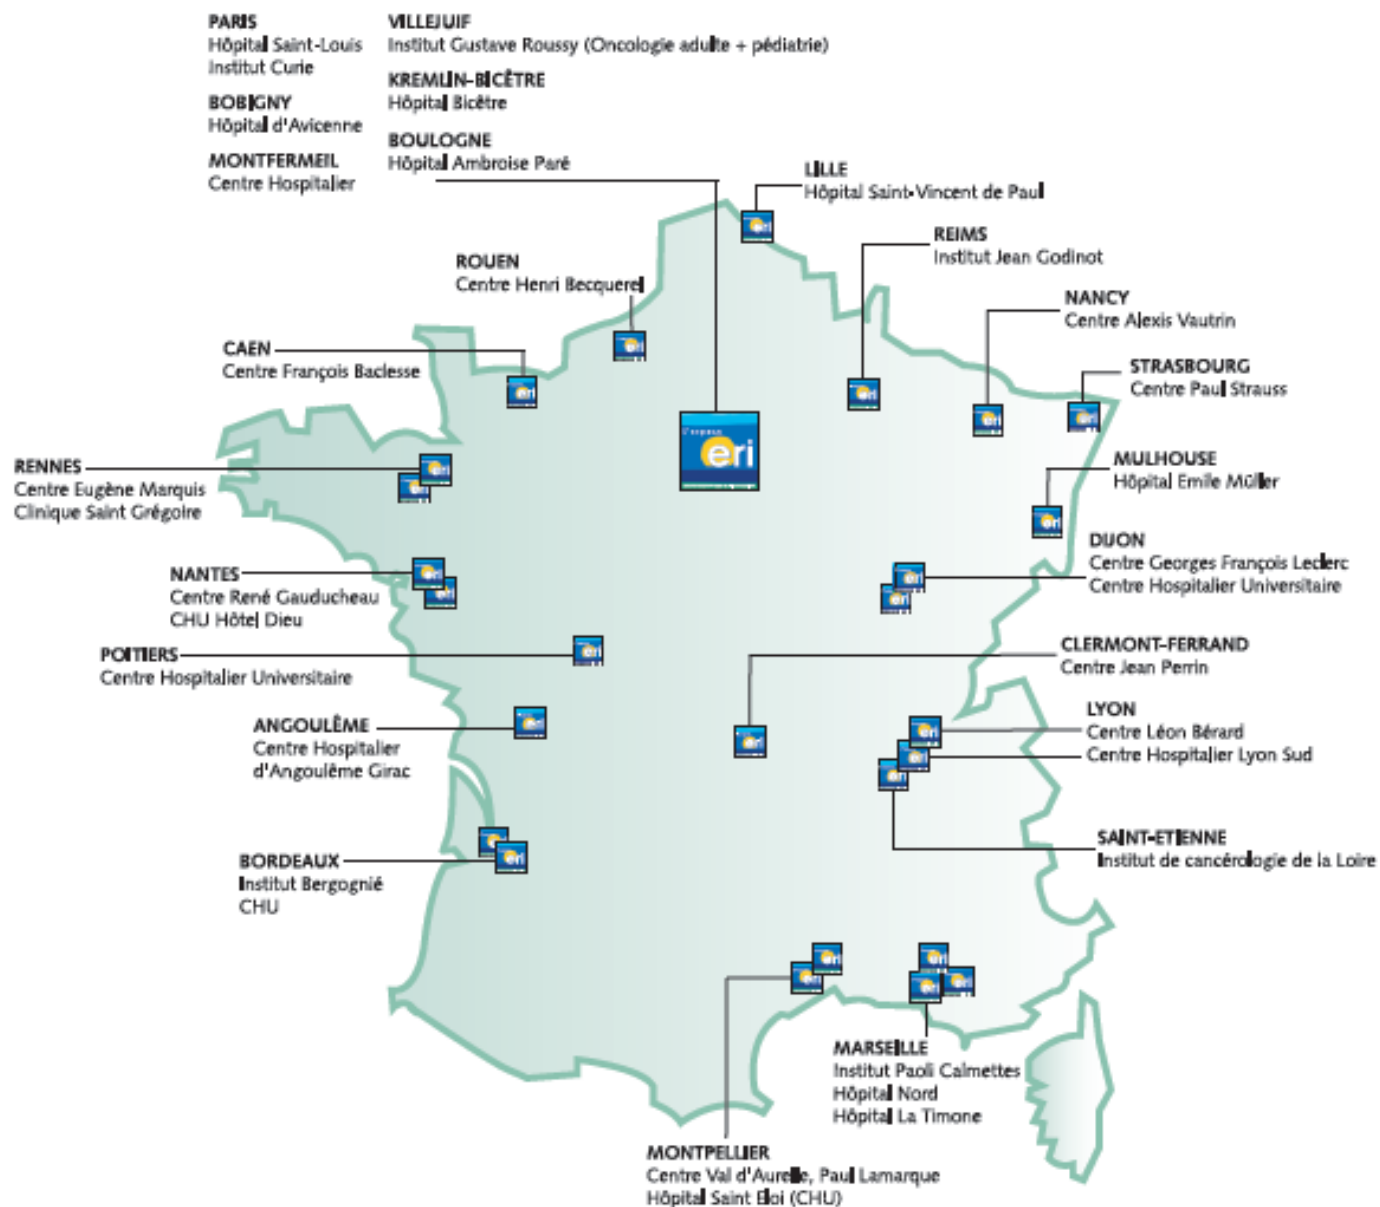 PARIS
Hôpital Saint-Louis
Institut Curie
BOBIGNY
Hôpital d'Avicenne
MONTFERMEIL
Centre Hospitalier
VILLEJUIF
Institut Gustave Roussy (Oncologie adulte + pédiatrie)
KREMLIN-BICÊTRE
Hôpital Bicêtre
BOULOGNE
Hôpital Ambroise Paré
LILLE
Hôpital Saint-Vincent de Paul
REIMS
Institut Jean Godinot
ROUEN
Centre Henri Becquerel
NANCY
Centre Alexis Vautrin
CAEN
Centre François Baclesse
STRASBOURG
Centre Paul Strauss
eri
RENNES
Centre Eugène Marquis
Clinique Saint Grégoire
MULHOUSE
Hôpital Emile Müller
DIJON
Centre Georges François Leclerc
Centre Hospitalier Universitaire
NANTES
Centre René Gauducheau
CHU Hôtel Dieu
POITIERS
Centre Hospitalier Universitaire
CLERMONT-FERRAND
Centre Jean Perrin
ANGOULÊME
Centre Hospitalier
d'Angoulême Girac
LYON
Centre Léon Bérard
Centre Hospitalier Lyon Sud
SAINT-ETIENNE
Institut de cancérologie de la Loire
BORDEAUX
Institut Bergognié
CHU
MARSEILLE
Institut Paoli Calmettes
Hôpital Nord
Hôpital La Timone
MONTPELLIER
Centre Val d'Aurelle, Paul Lamarque
Hôpital Saint Eloi (CHU)